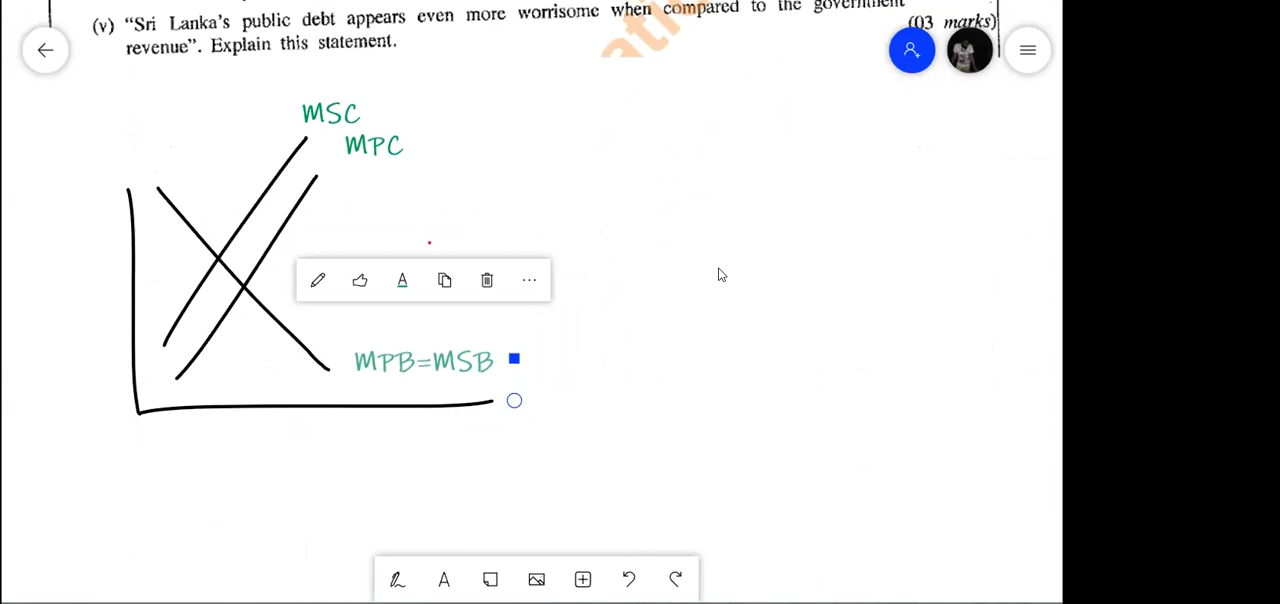 (v) “Sri Lanka’s public debt appears even more worrisome when compared to the government
revenue”. Explain this statement.
(03 marks)
MSC
MPC
MPB=MSB